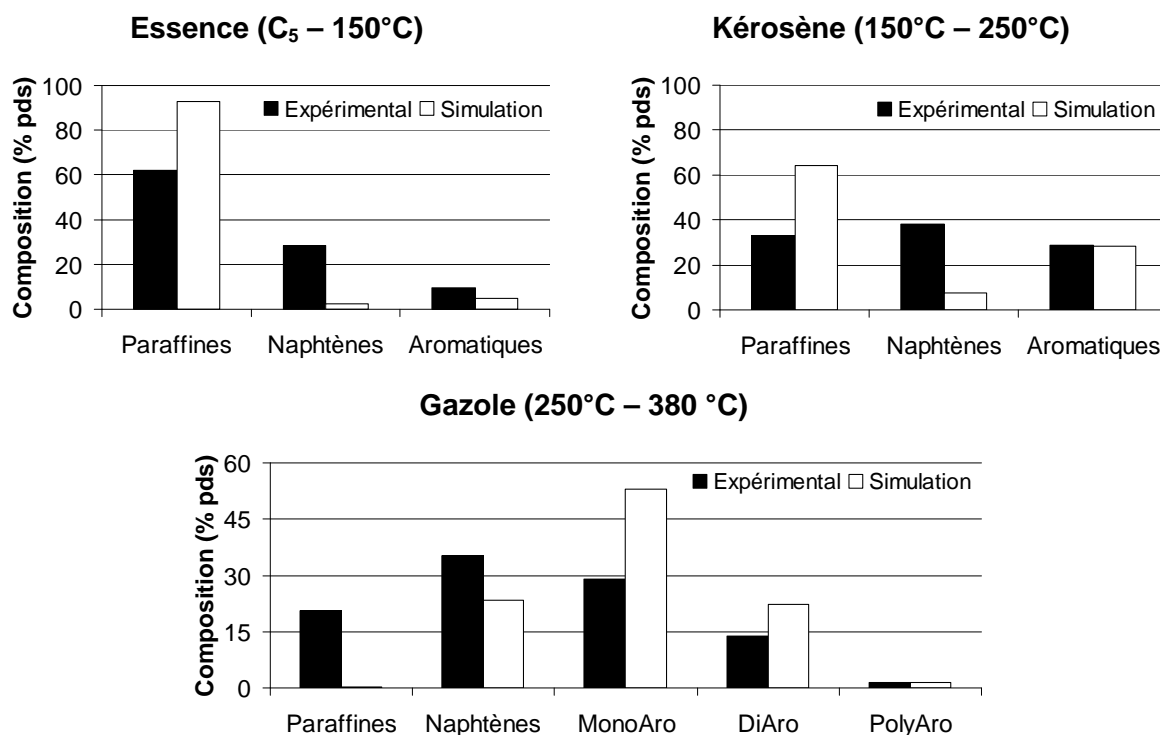 Essence (C₅ – 150°C)
Composition (% pds)
100
80
60
40
20
0
Expérimental Simulation
Paraffines Naphtènes Aromatiques
Kérosène (150°C – 250°C)
Composition (% pds)
100
80
60
40
20
0
Expérimental Simulation
Paraffines Naphtènes Aromatiques
Gazole (250°C – 380 °C)
Composition (% pds)
60
45
30
15
0
Expérimental Simulation
Paraffines Naphtènes MonoAro DiAro PolyAro